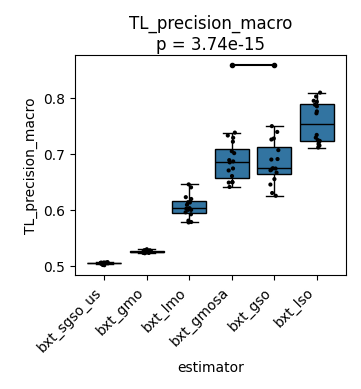 TL_precision_macro
p = 3.74e-15
TL_precision_macro
0.8
0.7
0.6
0.5
bxt_sgso_us
bxt_gmo
bxt_lmo
bxt_gmosa
bxt_gso
bxt_lso
estimator